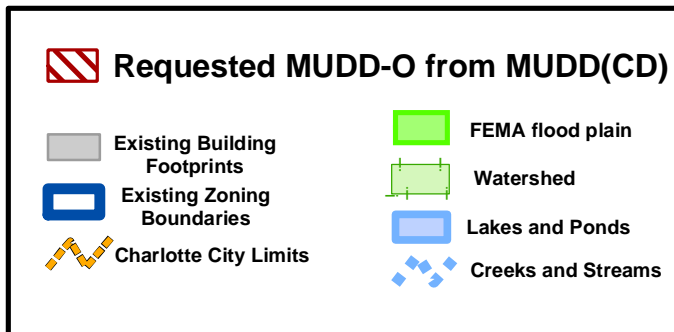 Requested MUDD-O from MUDD(CD)
Existing Building
Footprints
Existing Zoning
Boundaries
Charlotte City Limits
FEMA flood plain
Watershed
Lakes and Ponds
Creeks and Streams